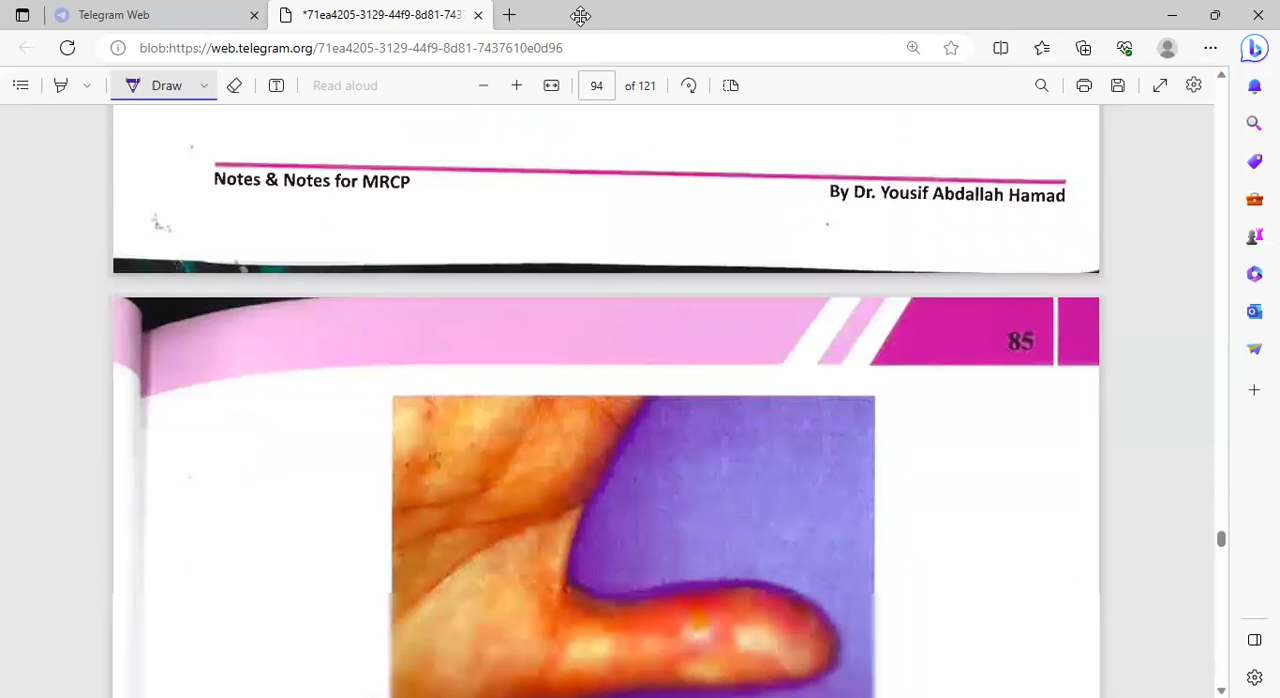 Telegram Web
*71ea4205-3129-44f9-8d81-743
blob:https://web.telegram.org/71ea4205-3129-44f9-8d81-7437610e0d96
Draw
Read aloud
94 of 121
Notes & Notes for MRCP
By Dr. Yousif Abdallah Hamad
85